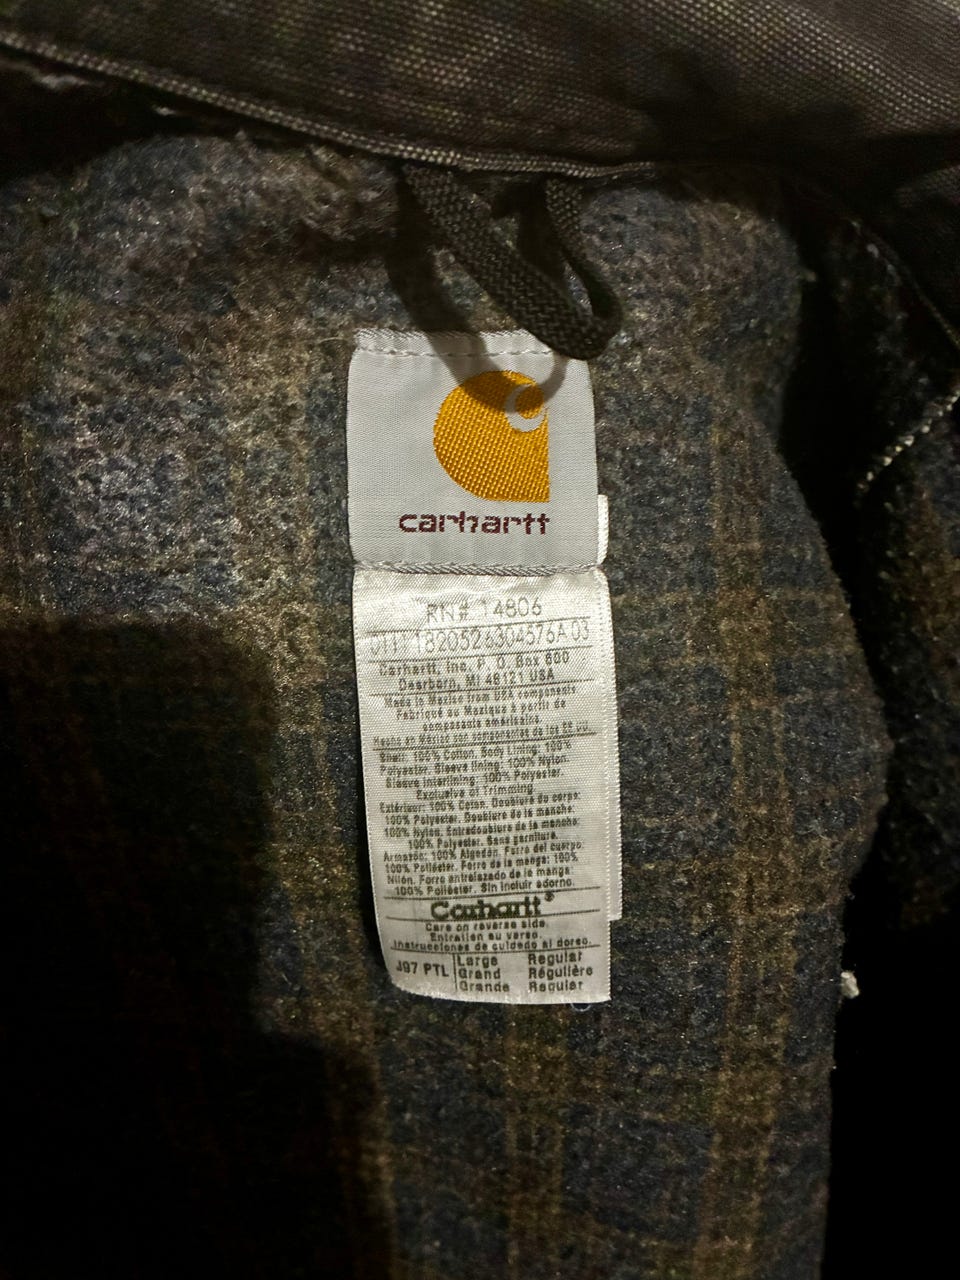 carhartt
RN# 14806
0111 1820526304576A 03
Carhartt, Inc. P. O. Box 600
Dearborn, MI 48121 USA
Made in Mexico from USA components
Fabriqué au Mexique à partir de
composants américains.
Hecho en México con componentes de los EE.UU.
Shell: 100% Cotton. Body Lining: 100%
Polyester. Sleeve lining: 100% Nylon.
Sleeve interlining: 100% Polyester.
Exclusive of Trimming
Extérieur: 100% Coton. Doublure du corps:
100% Polyester. Doublure de la manche:
100% Nylon. Entredoublure de la manche:
100% Polyester. Sans garniture.
Armazón: 100% Algodón. Forro del cuerpo:
100% Poliéster. Forro de la manga: 100%
Nilón. Forro entrelazado de la manga:
100% Poliéster. Sin incluir adorno.
Carhartt®
Care on reverse side.
Entretien au verso.
Instrucciones de cuidado al dorso.
J97 PTL Large Regular
Grand Régulière
Grande Regular